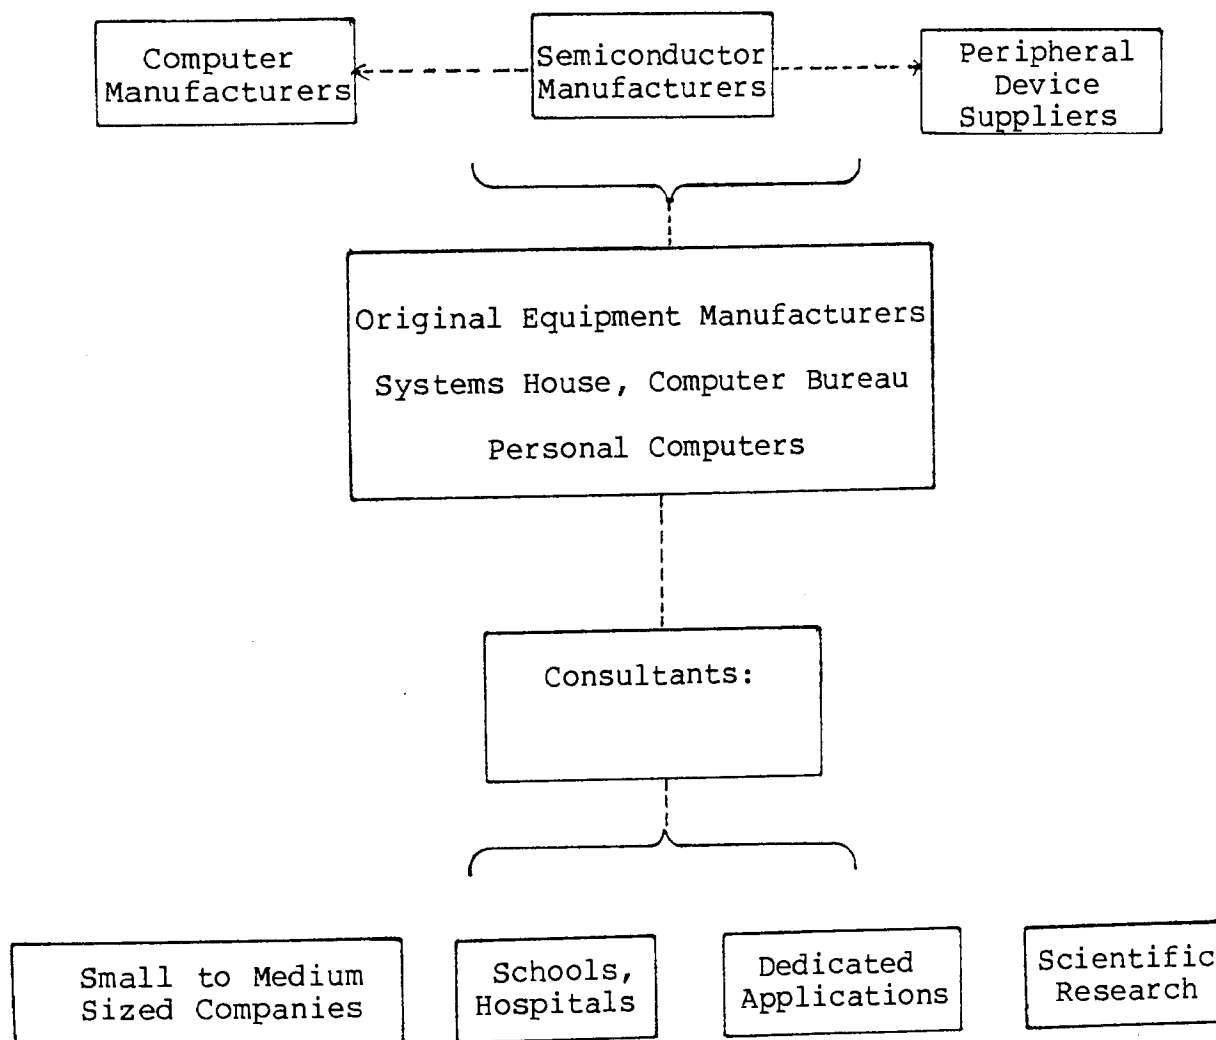 Computer
Manufacturers
Semiconductor
Manufacturers
Peripheral
Device
Suppliers
Original Equipment Manufacturers
Systems House, Computer Bureau
Personal Computers
Consultants:
Small to Medium
Sized Companies
Schools,
Hospitals
Dedicated
Applications
Scientific
Research